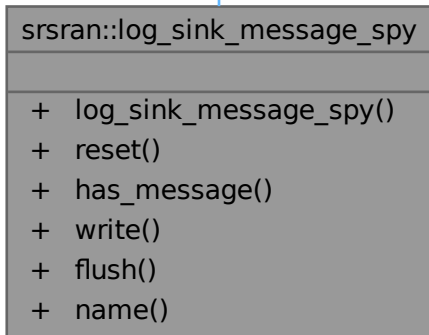 srsran::log_sink_message_spy
+ log_sink_message_spy()
+ reset()
+ has_message()
+ write()
+ flush()
+ name()